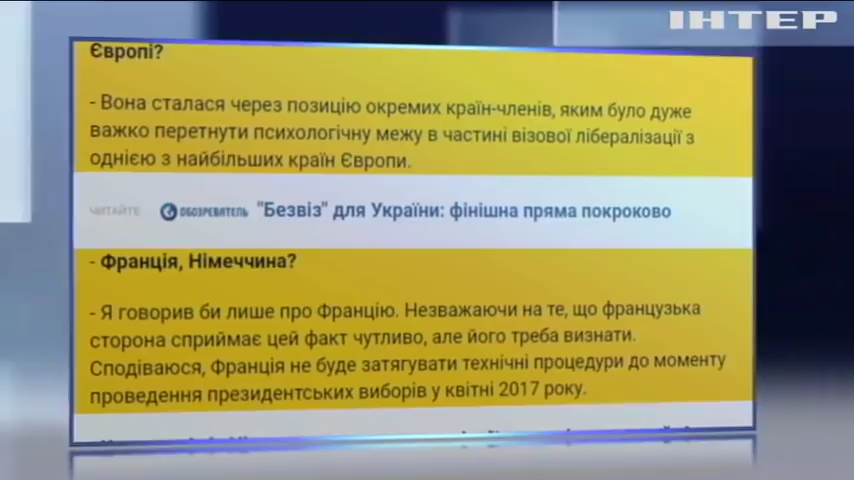 ІНТЕР
Європі?
- Вона сталася через позицію окремих країн-членів, яким було дуже
важко перетнути психологічну межу в частині візової лібералізації з
однією з найбільших країн Європи.
ЧИТАЙТЕ ОБОЗРЕВАТЕЛЬ "Безвіз" для України: фінішна пряма покроково
- Франція, Німеччина?
- Я говорив би лише про Францію. Незважаючи на те, що французька
сторона сприймає цей факт чутливо, але його треба визнати.
Сподіваюся, Франція не буде затягувати технічні процедури до моменту
проведення президентських виборів у квітні 2017 року.